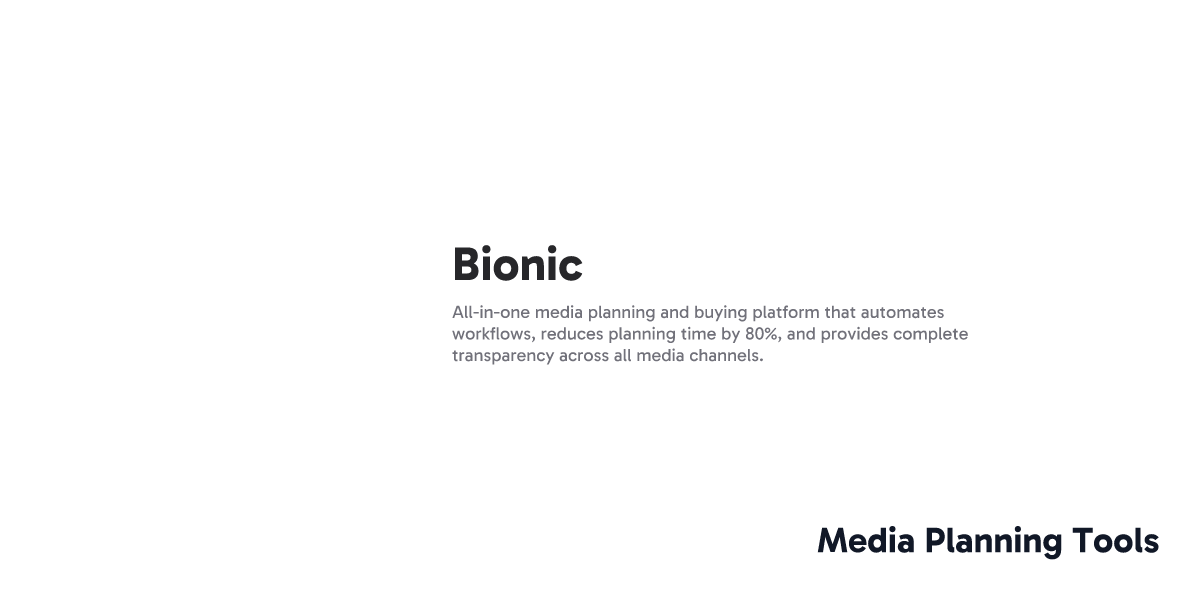 Bionic
All-in-one media planning and buying platform that automates
workflows, reduces planning time by 80%, and provides complete
transparency across all media channels.
Media Planning Tools